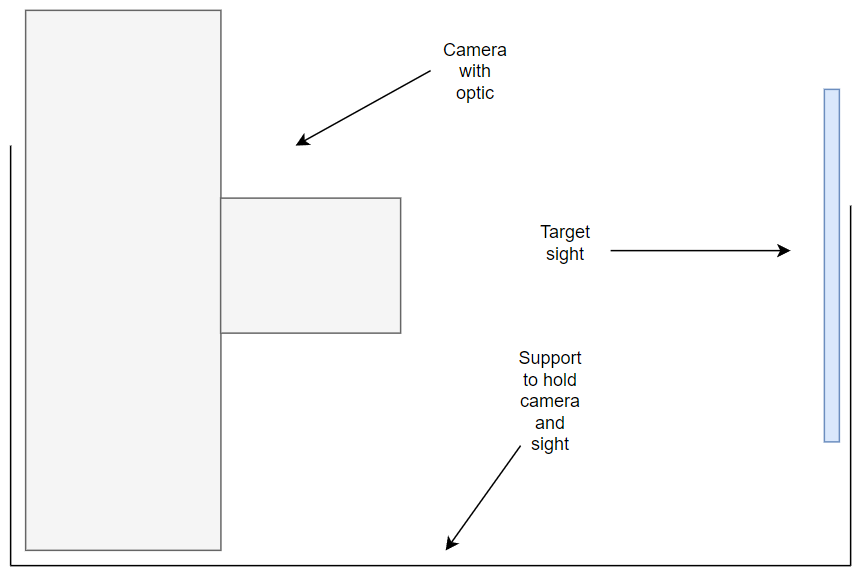 Camera
with
optic
Target
sight
Support
to hold
camera
and
sight